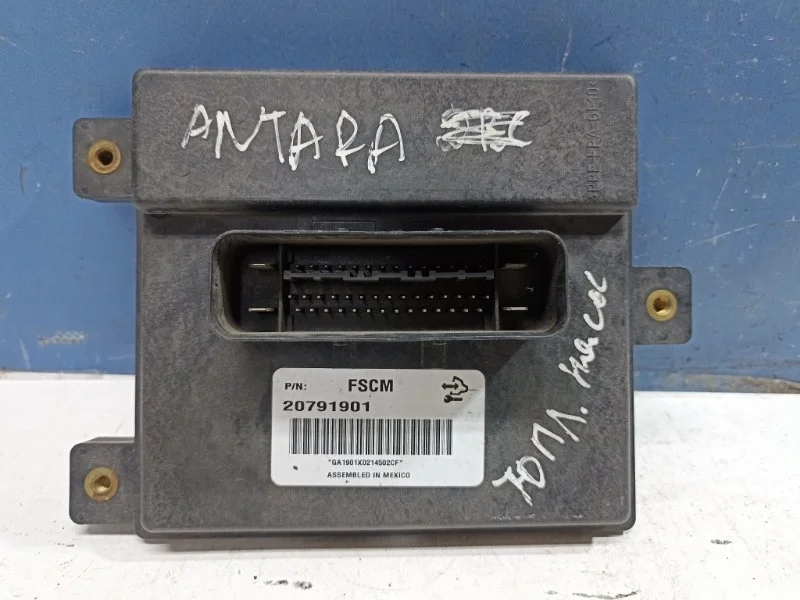 ANTARA
P/N: FSCM
20791901
*GA1901X0214502CF*
ASSEMBLED IN MEXICO
топл. насос